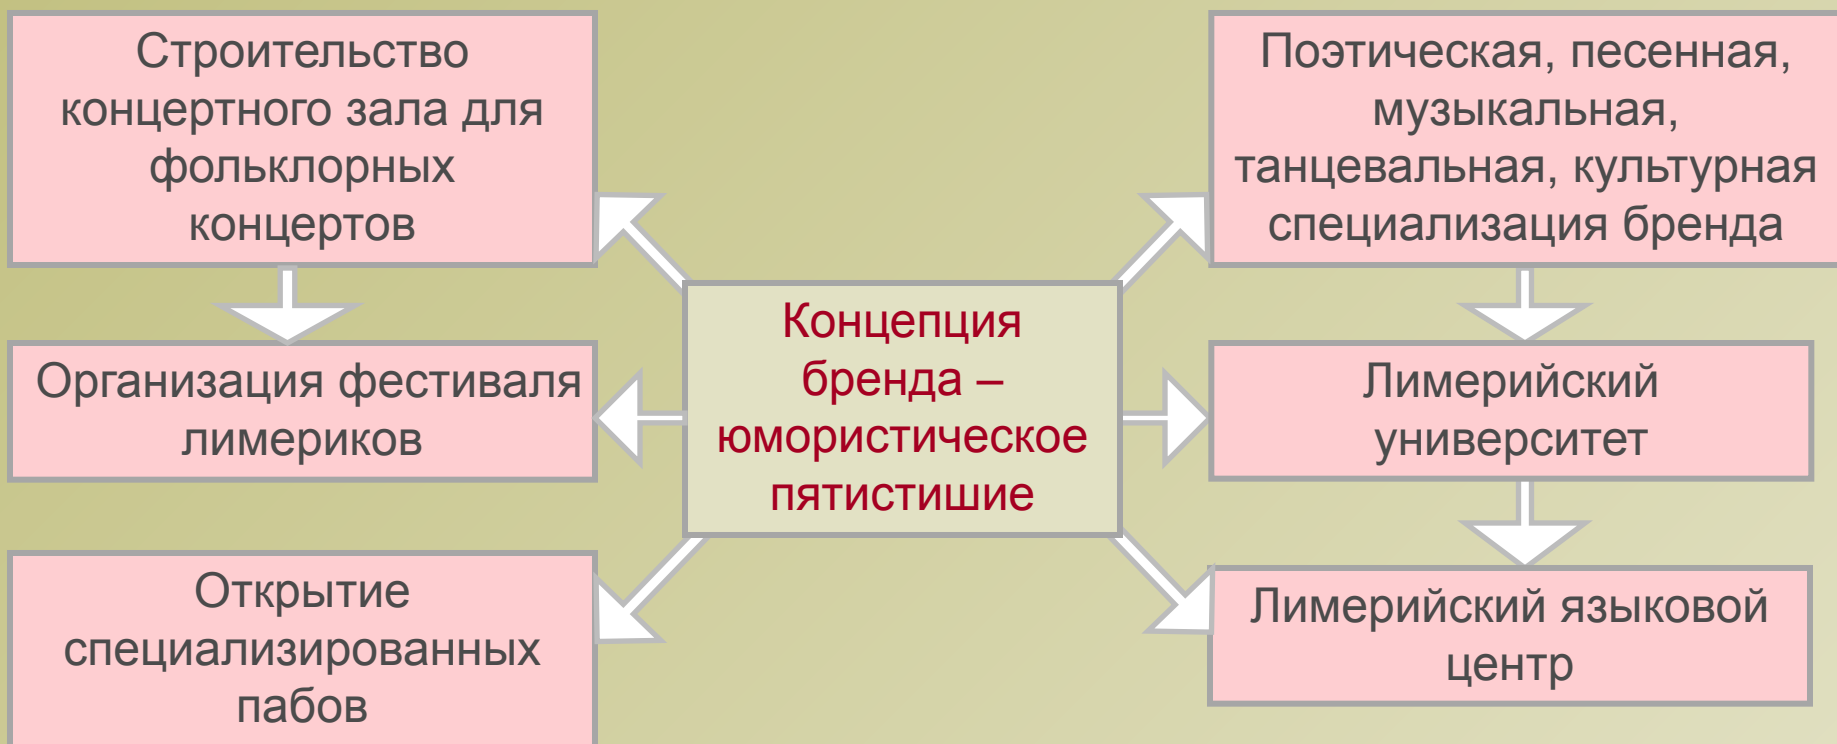 Строительство
концертного зала для
фольклорных
концертов
Организация фестиваля
лимериков
Открытие
специализированных
пабов
Концепция
бренда –
юмористическое
пятистишие
Поэтическая, песенная,
музыкальная,
танцевальная, культурная
специализация бренда
Лимерийский
университет
Лимерийский языковой
центр